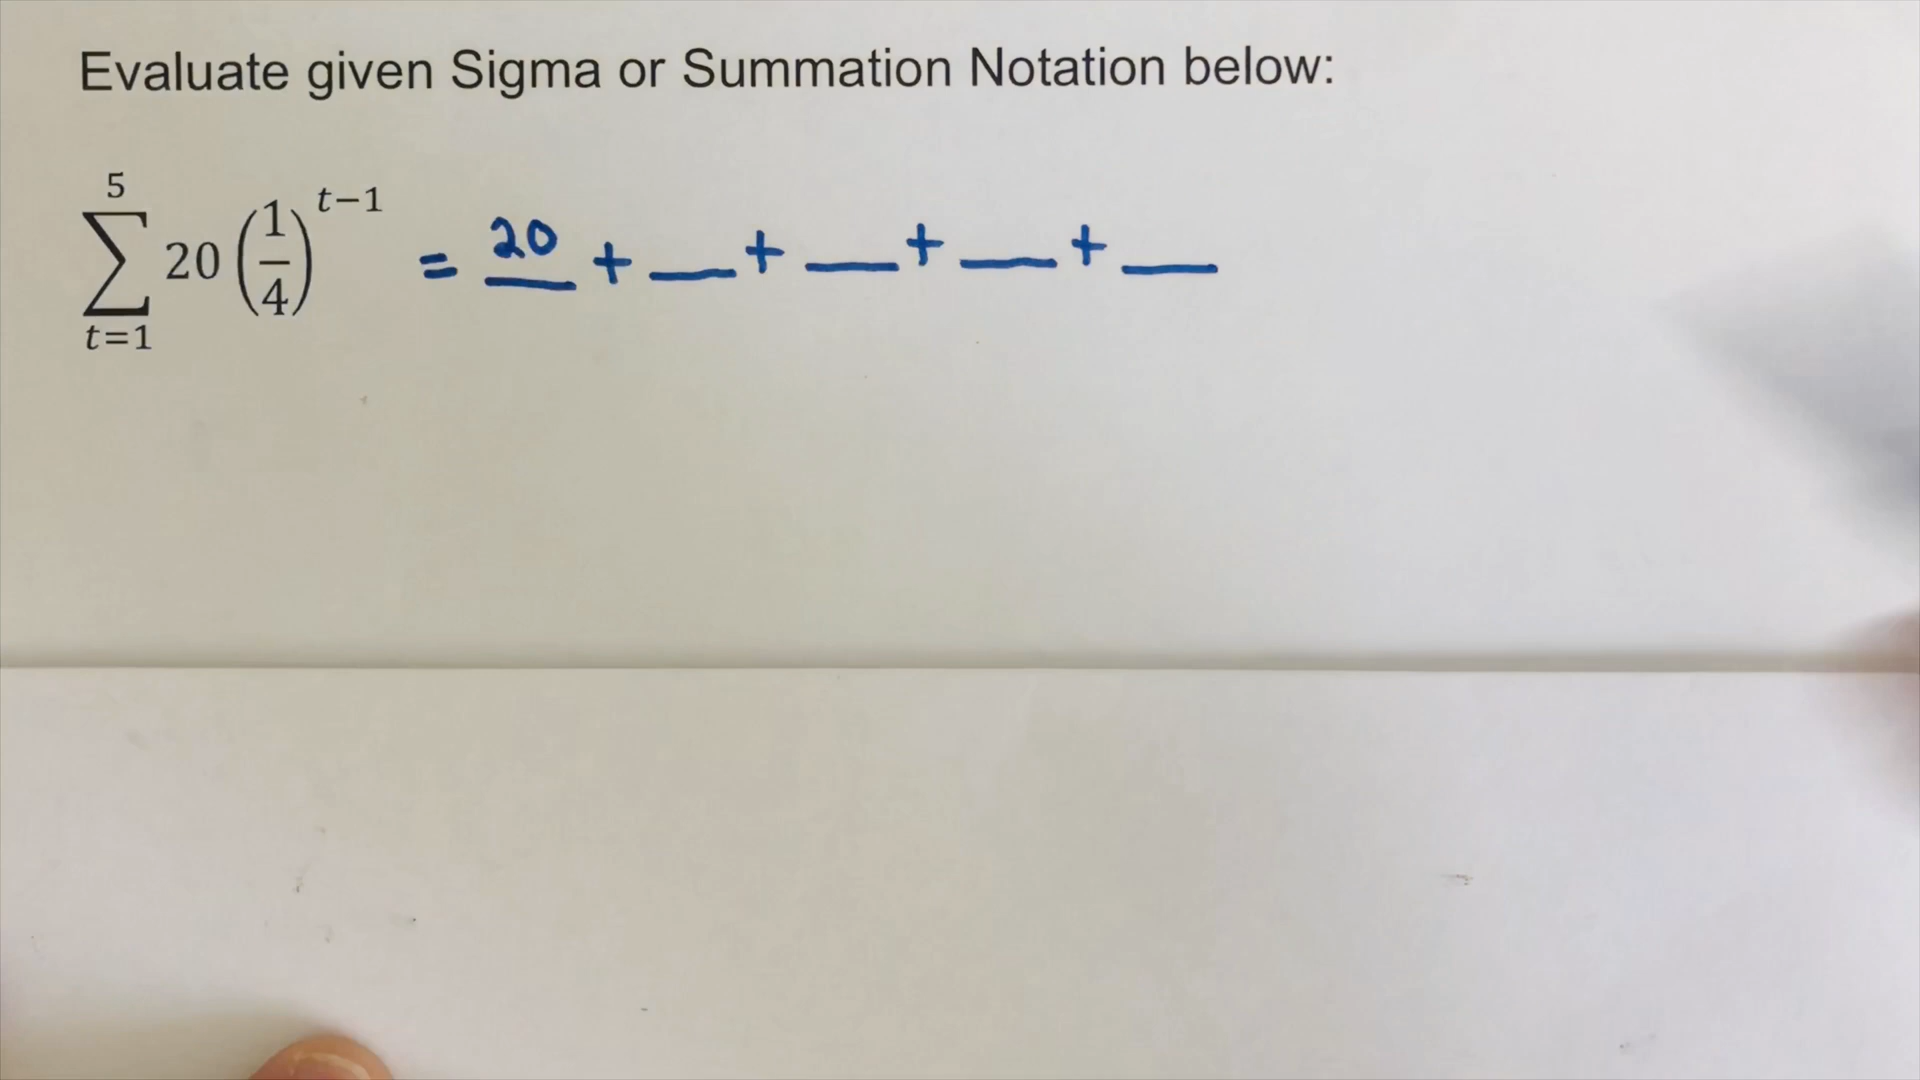 Evaluate given Sigma or Summation Notation below:
5
∑ 20 (1/4)^(t−1) = 20 + __ + __ + __ + __
t=1